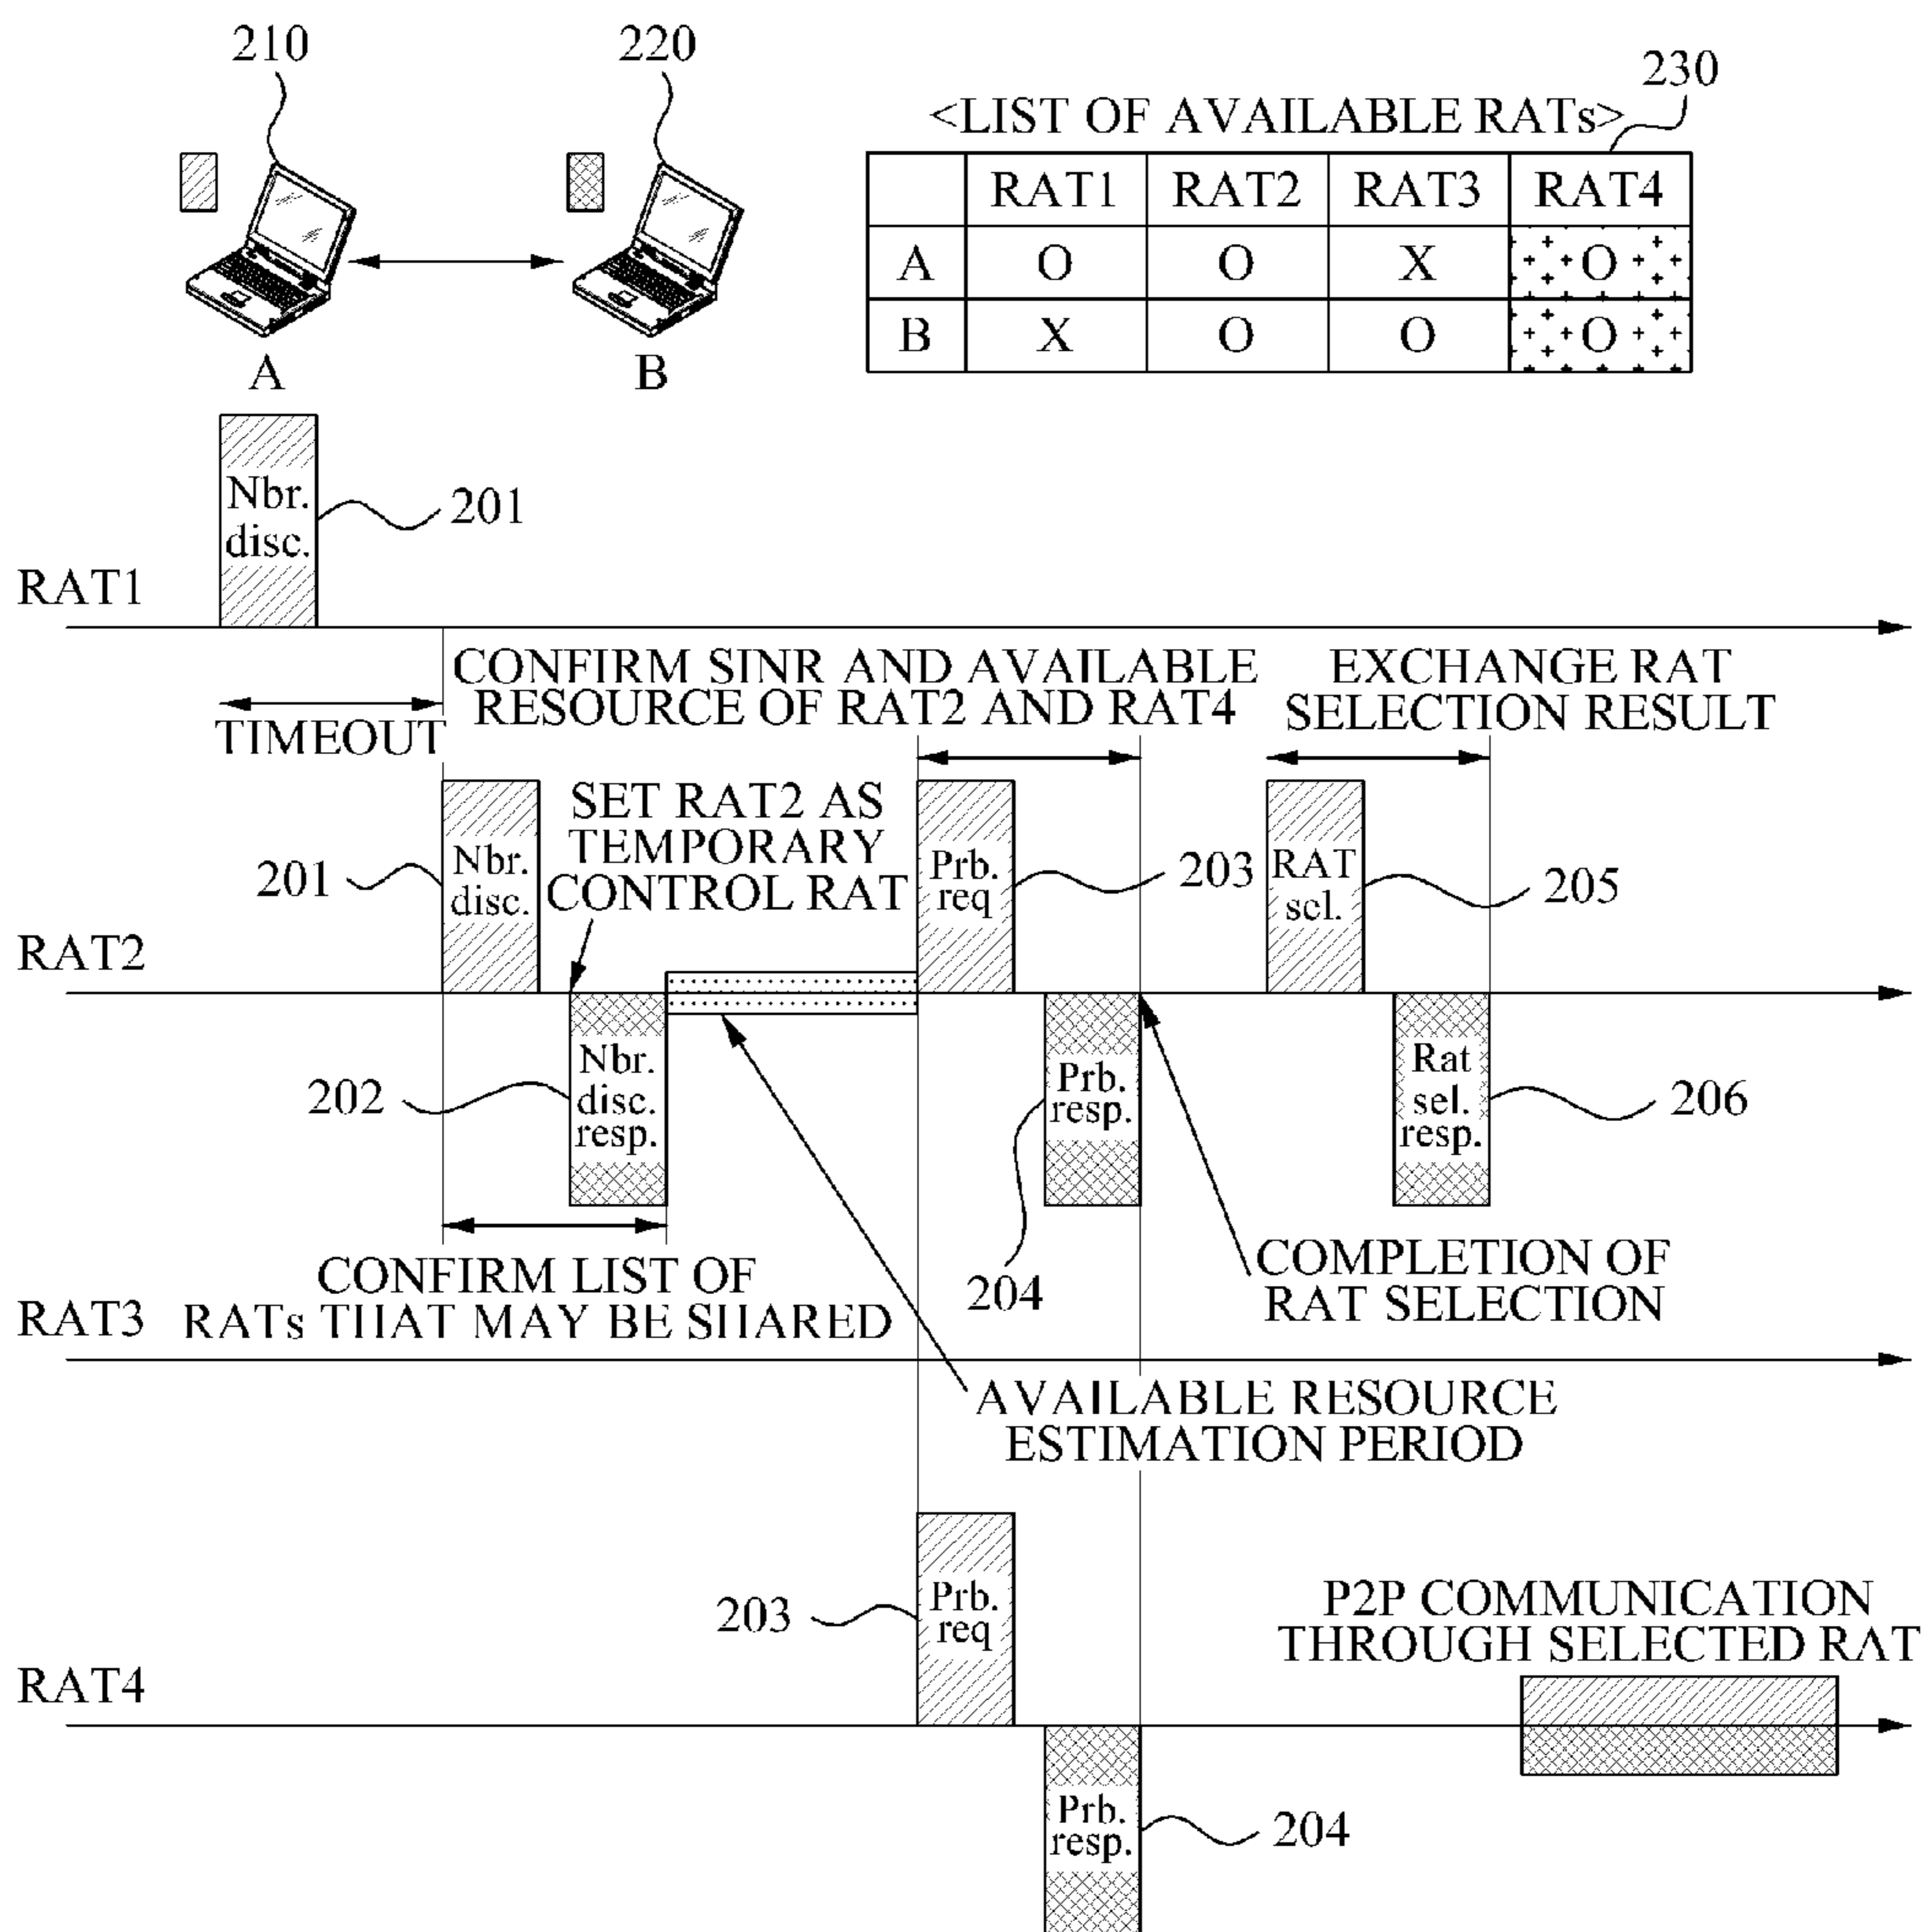 210
220
230
<LIST OF AVAILABLE RATs>
RAT1 RAT2 RAT3 RAT4
A O O X O
B X O O O
A
B
Nbr.
disc.
201
RAT1
TIMEOUT
CONFIRM SINR AND AVAILABLE
RESOURCE OF RAT2 AND RAT4
EXCHANGE RAT
SELECTION RESULT
201
Nbr.
disc.
SET RAT2 AS
TEMPORARY
CONTROL RAT
Prb.
req
203
RAT
sel.
205
RAT2
202
Nbr.
disc.
resp.
Prb.
resp.
204
Rat
sel.
resp.
206
CONFIRM LIST OF
RATs THAT MAY BE SHARED
COMPLETION OF
RAT SELECTION
RAT3
AVAILABLE RESOURCE
ESTIMATION PERIOD
203
Prb.
req
P2P COMMUNICATION
THROUGH SELECTED RAT
RAT4
Prb.
resp.
204